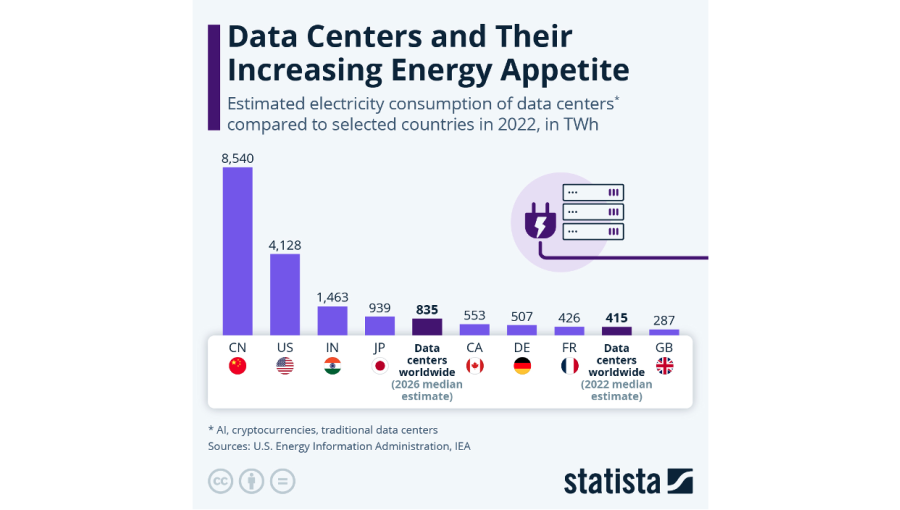 Data Centers and Their
Increasing Energy Appetite
Estimated electricity consumption of data centers*
compared to selected countries in 2022, in TWh
8,540
4,128
1,463
939
835
553
507
426
415
287
CN
US
IN
JP
Data
centers
worldwide
(2026 median
estimate)
CA
DE
FR
Data
centers
worldwide
(2022 median
estimate)
GB
* AI, cryptocurrencies, traditional data centers
Sources: U.S. Energy Information Administration, IEA
cc
statista